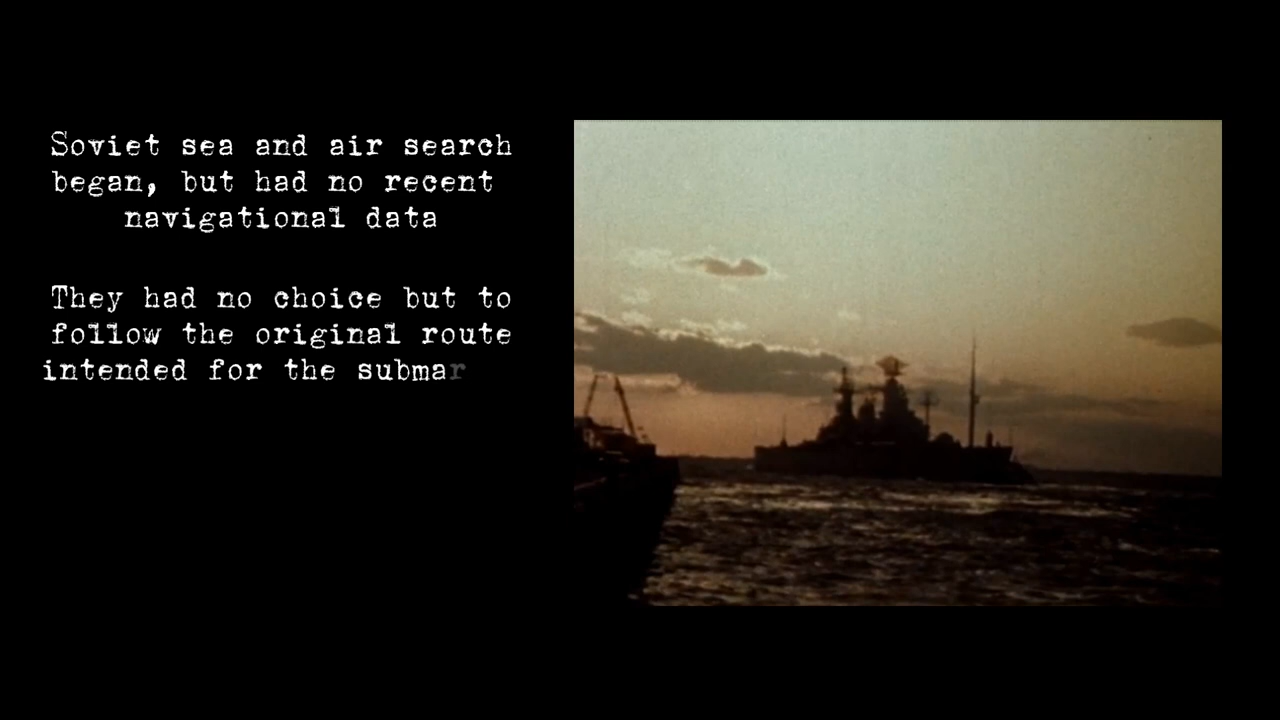 Soviet sea and air search
began, but had no recent
navigational data
They had no choice but to
follow the original route
intended for the submar